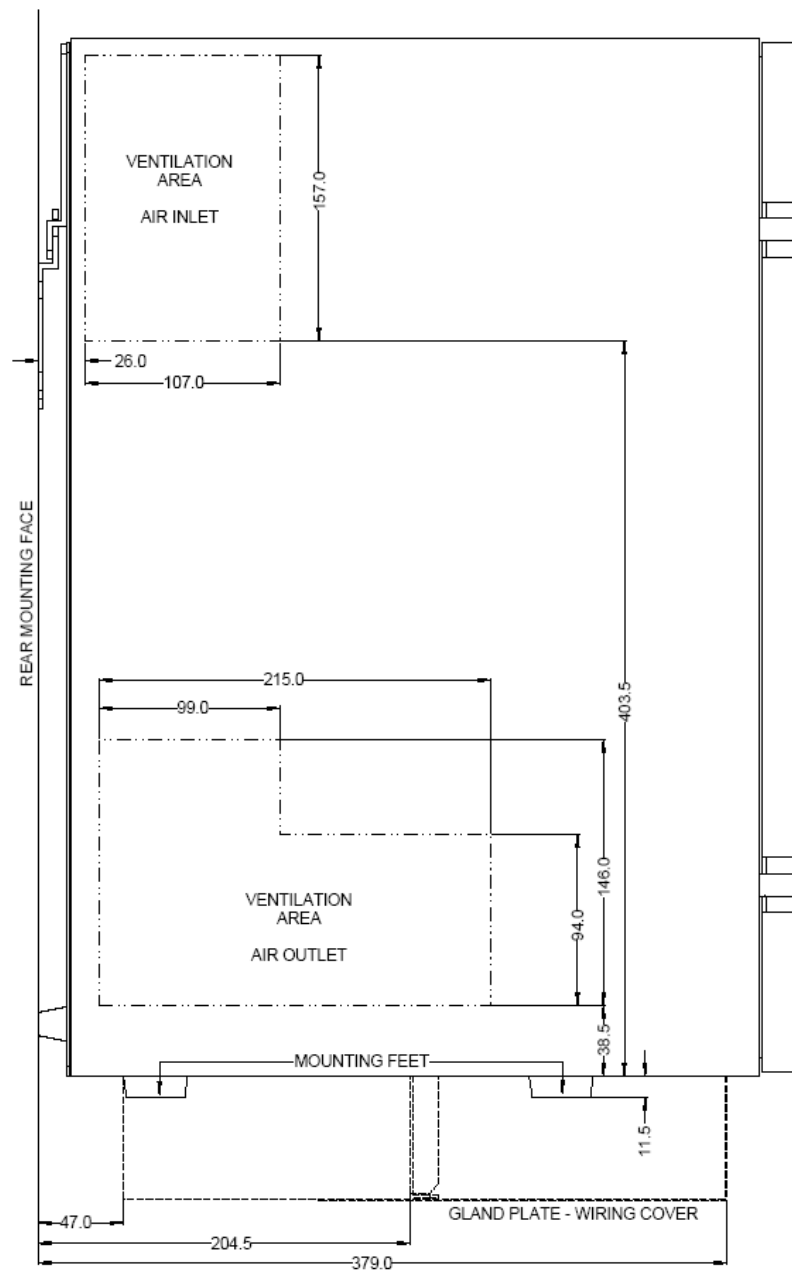 VENTILATION
AREA
AIR INLET
157.0
26.0
107.0
REAR MOUNTING FACE
403.5
215.0
99.0
146.0
94.0
VENTILATION
AREA
AIR OUTLET
38.5
MOUNTING FEET
11.5
GLAND PLATE - WIRING COVER
47.0
204.5
379.0